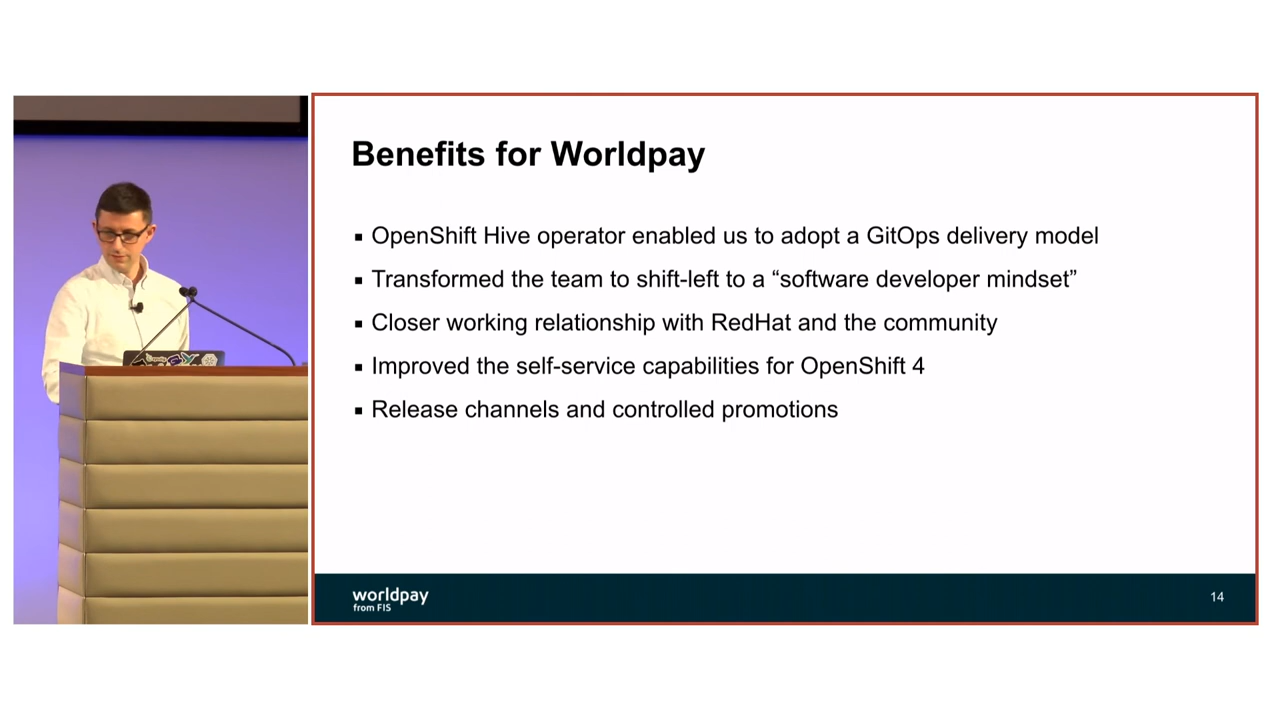 Benefits for Worldpay
▪ OpenShift Hive operator enabled us to adopt a GitOps delivery model
▪ Transformed the team to shift-left to a “software developer mindset”
▪ Closer working relationship with RedHat and the community
▪ Improved the self-service capabilities for OpenShift 4
▪ Release channels and controlled promotions
worldpay
from FIS
14